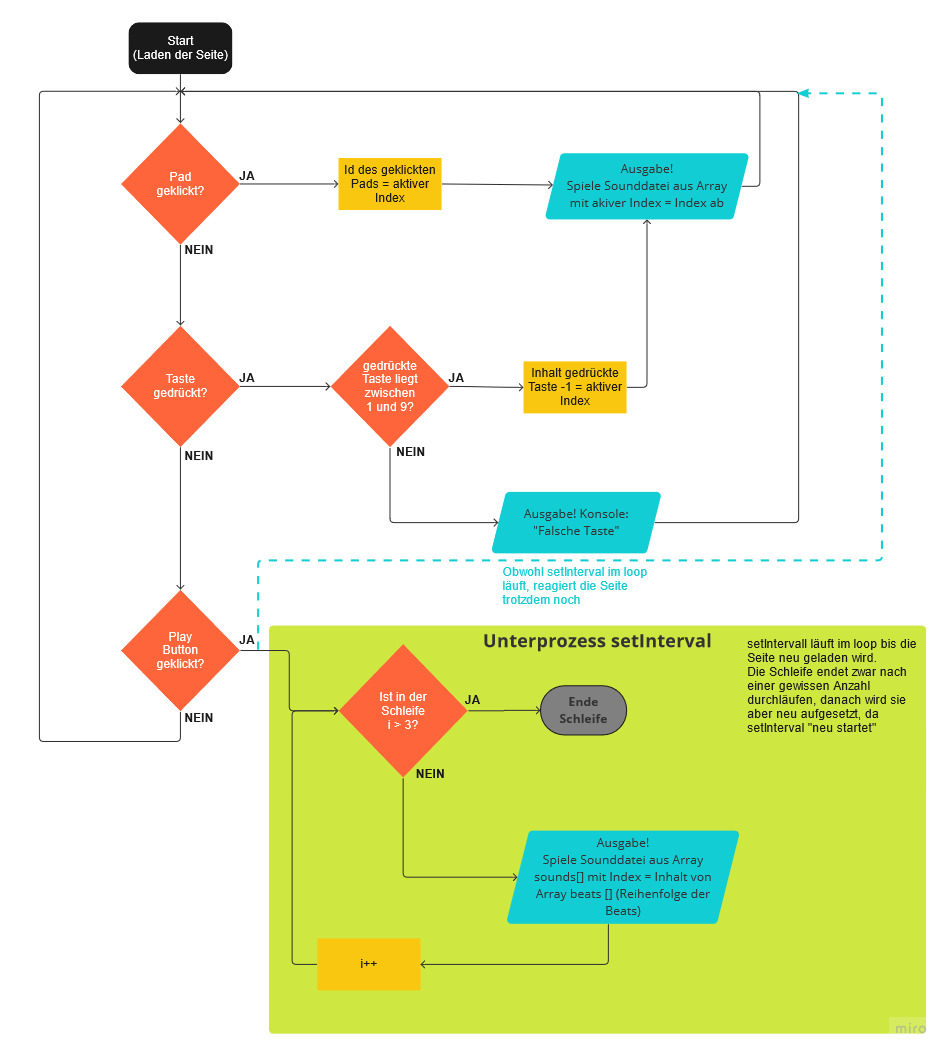 Start
(Laden der Seite)
Pad
geklickt?
JA
Id des geklickten
Pads = aktiver
Index
Ausgabe!
Spiele Sounddatei aus Array
mit akiver Index = Index ab
NEIN
Taste
gedrückt?
JA
gedrückte
Taste liegt
zwischen
1 und 9?
JA
Inhalt gedrückte
Taste -1 = aktiver
Index
NEIN
NEIN
Ausgabe! Konsole:
"Falsche Taste"
Obwohl setInterval im loop
läuft, reagiert die Seite
trotzdem noch
Play
Button
geklickt?
JA
NEIN
Unterprozess setInterval
setIntervall läuft im loop bis die
Seite neu geladen wird.
Die Schleife endet zwar nach
einer gewissen Anzahl
durchläufen, danach wird sie
aber neu aufgesetzt, da
setInterval "neu startet"
Ist in der
Schleife
i > 3?
JA
Ende
Schleife
NEIN
Ausgabe!
Spiele Sounddatei aus Array
sounds[] mit Index = Inhalt von
Array beats [] (Reihenfolge der
Beats)
i++
miro